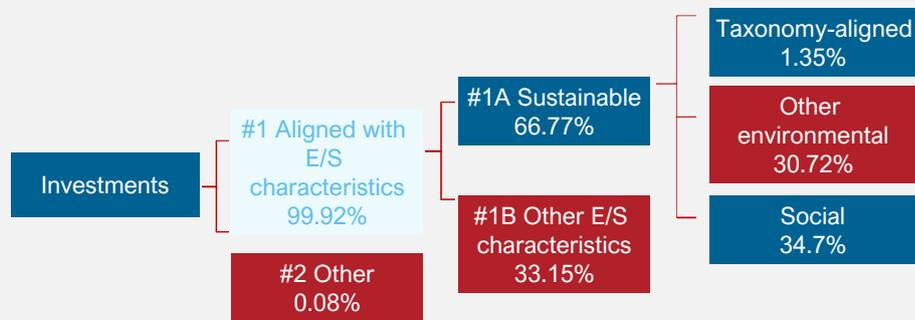 Investments
#1 Aligned with
E/S
characteristics
99.92%
#2 Other
0.08%
#1A Sustainable
66.77%
#1B Other E/S
characteristics
33.15%
Taxonomy-aligned
1.35%
Other
environmental
30.72%
Social
34.7%